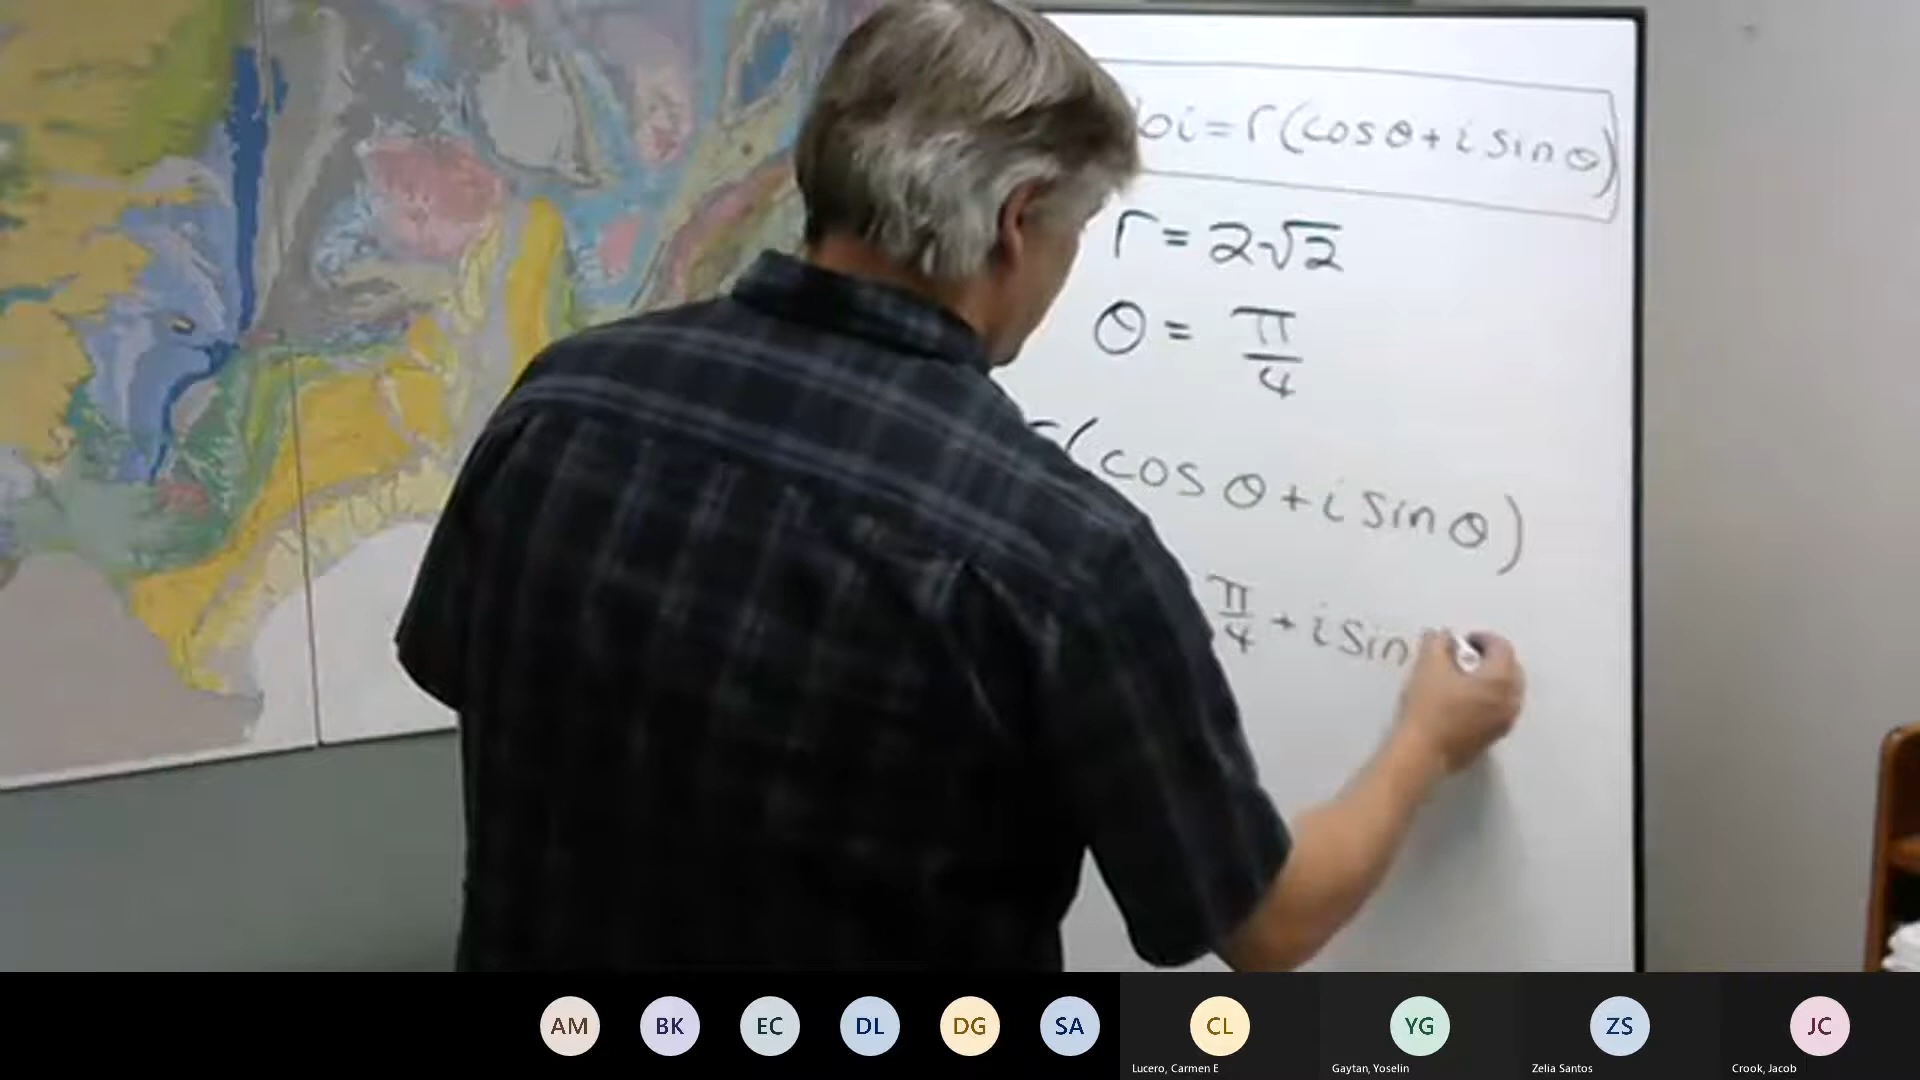 bi=r(cosθ+isinθ)
r=2√2
θ=π/4
r(cosθ+isinθ)
π/4+isin
AM BK EC DL DG SA CL YG ZS JC
Lucero, Carmen E Gaytan, Yoselin Zelia Santos Crook, Jacob